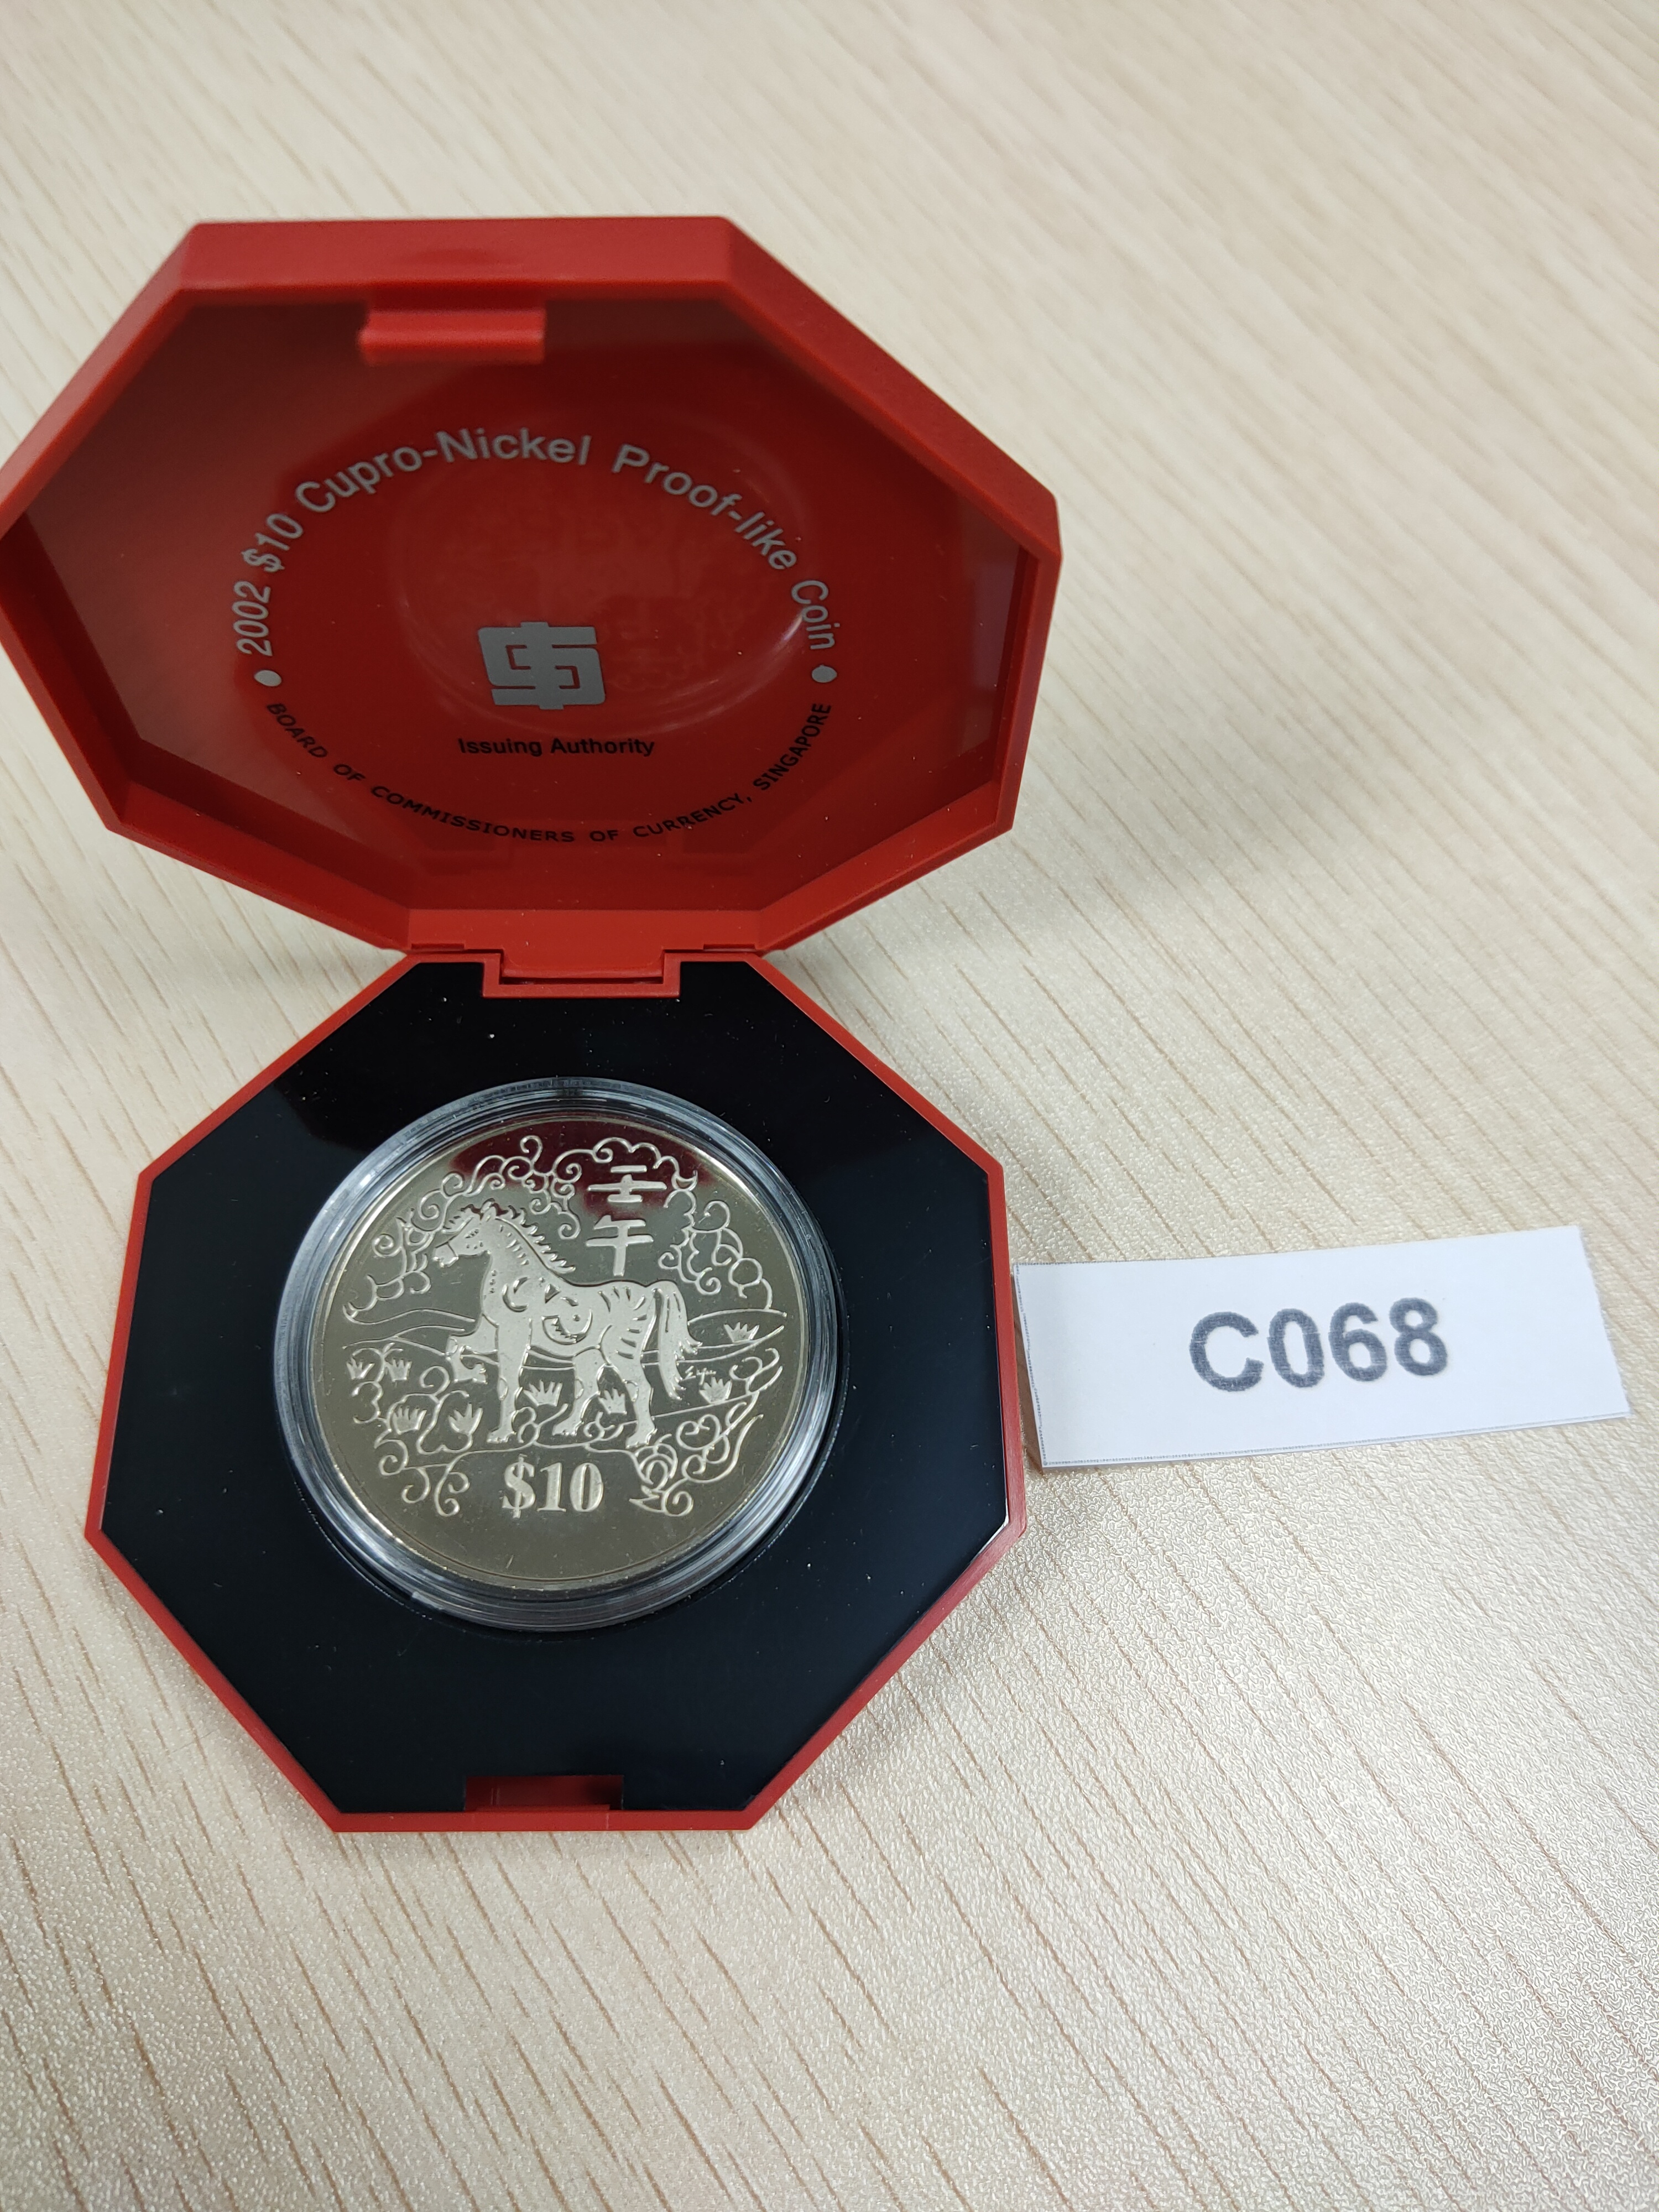 2002 $10 Cupro-Nickel Proof-like Coin
Issuing Authority
BOARD OF COMMISSIONERS OF CURRENCY, SINGAPORE
壬
午
$10
C068